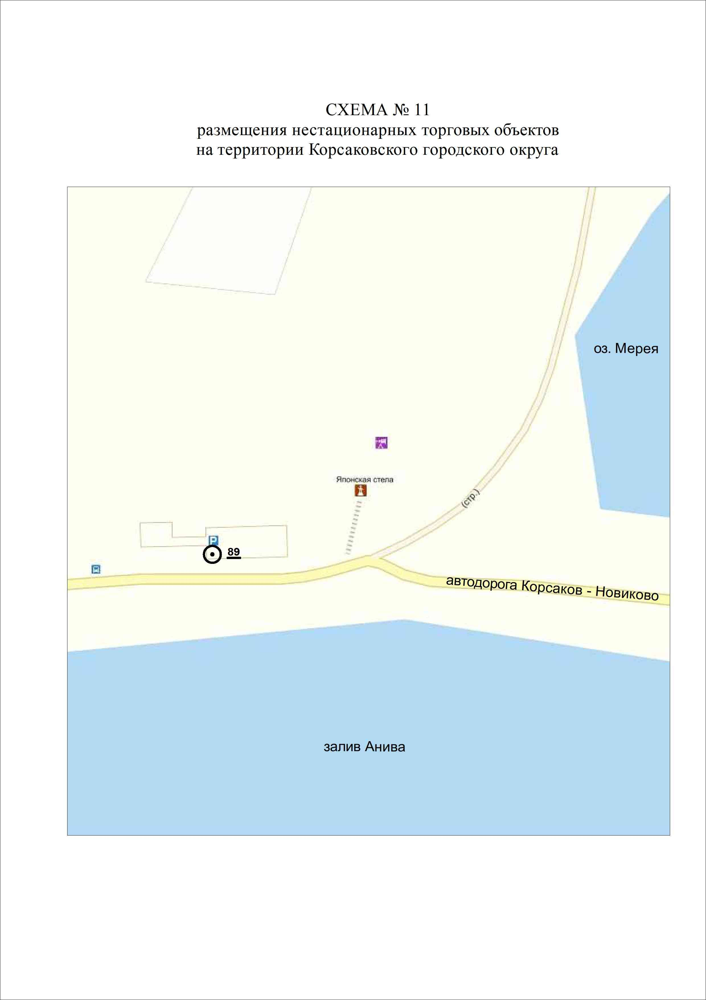 СХЕМА № 11
размещения нестационарных торговых объектов
на территории Корсаковского городского округа
оз. Мерея
Японская стела
(стр.)
P
89
автодорога Корсаков - Новиково
залив Анива